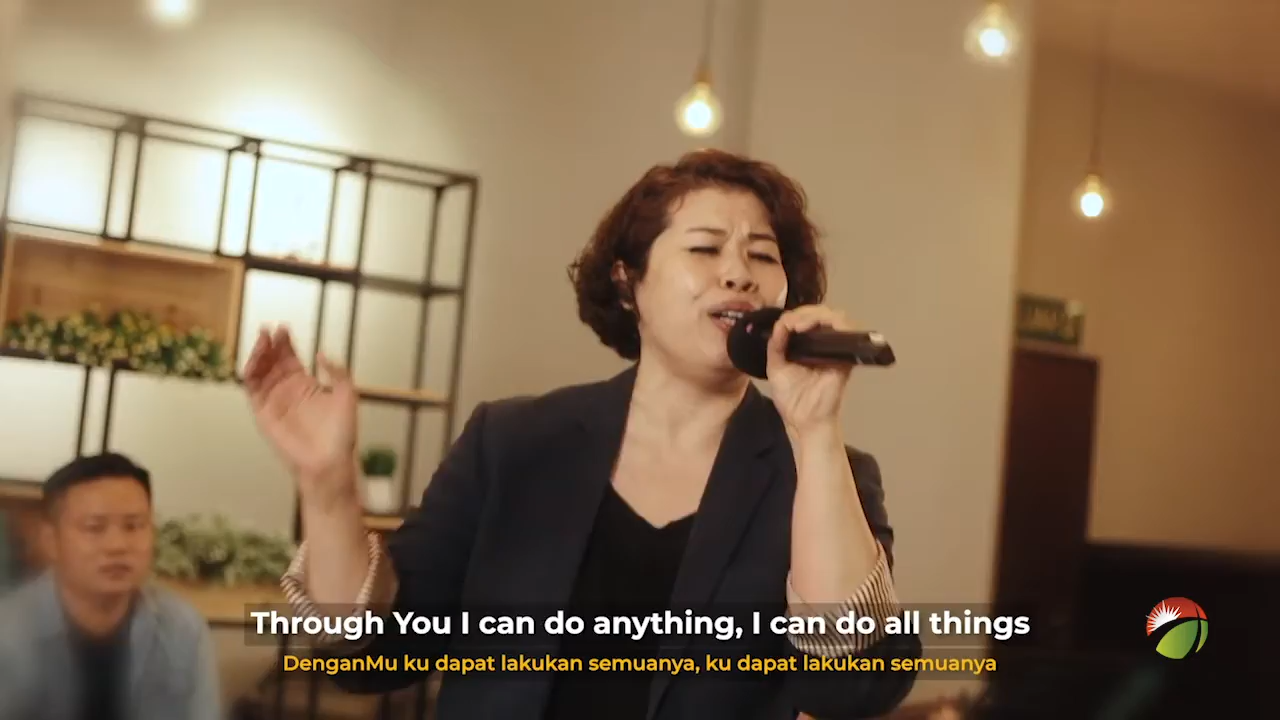 Through You I can do anything, I can do all things
DenganMu ku dapat lakukan semuanya, ku dapat lakukan semuanya